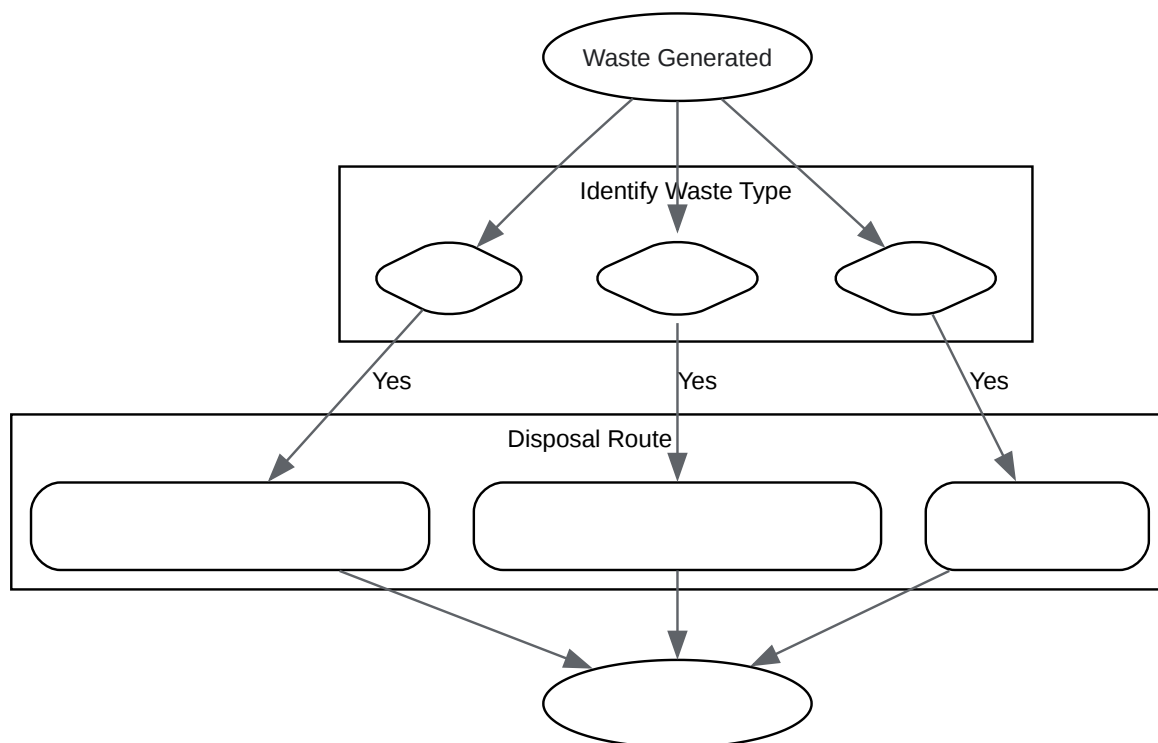 Waste Generated
Identify Waste Type
Yes
Yes
Yes
Disposal Route